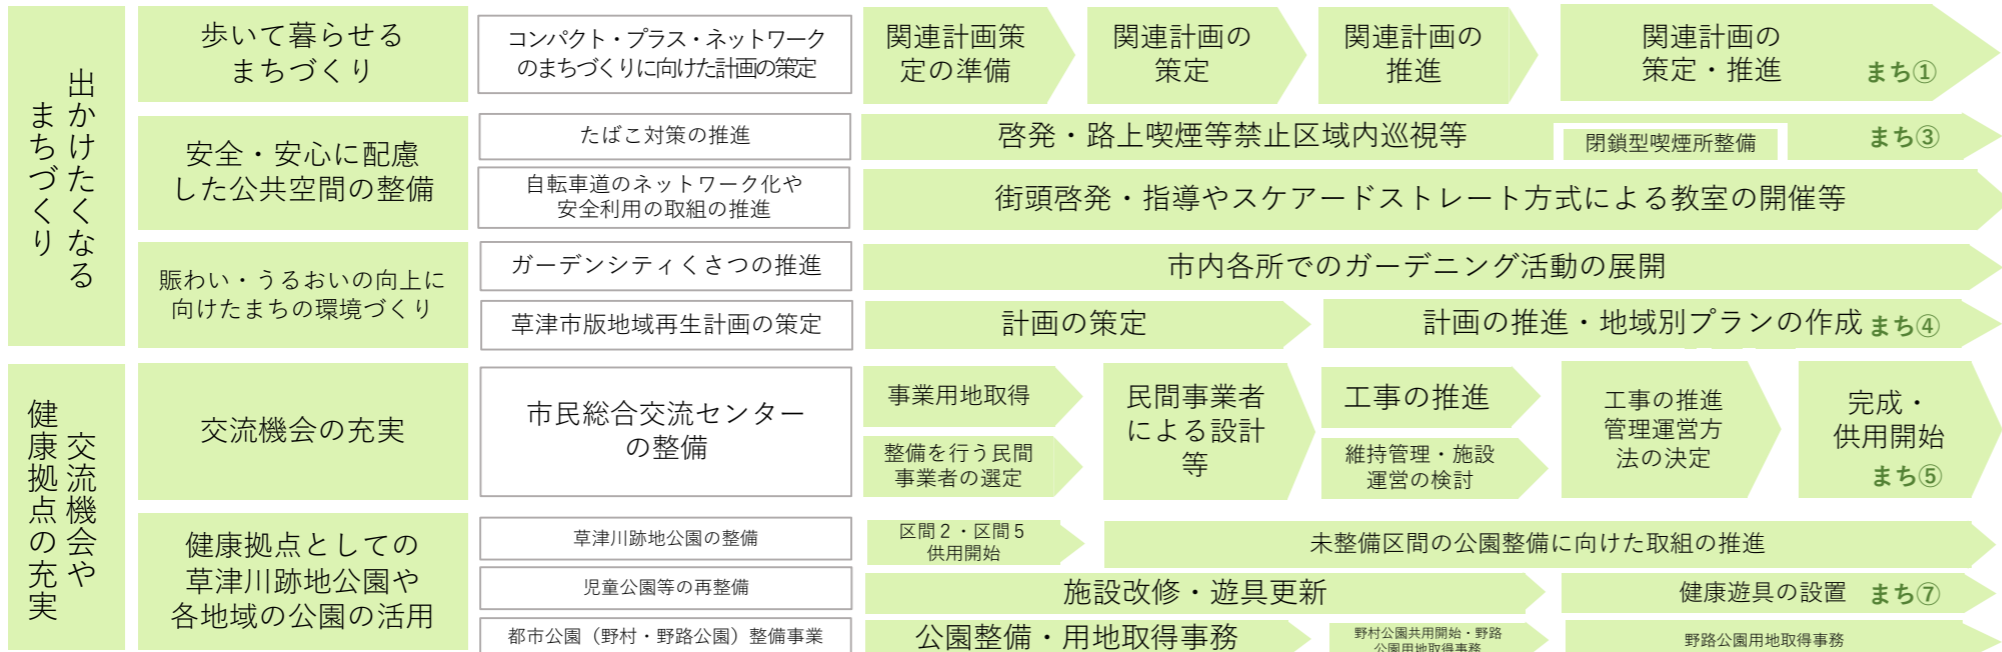 出かけたくなる
まちづくり
歩いて暮らせる
まちづくり
コンパクト・プラス・ネットワーク
のまちづくりに向けた計画の策定
関連計画策
定の準備
関連計画の
策定
関連計画の
推進
関連計画の
策定・推進
まち①
安全・安心に配慮
した公共空間の整備
たばこ対策の推進
啓発・路上喫煙等禁止区域内巡視等
閉鎖型喫煙所整備
まち③
自転車道のネットワーク化や
安全利用の取組の推進
街頭啓発・指導やスケアードストレート方式による教室の開催等
賑わい・うるおいの向上に
向けたまちの環境づくり
ガーデンシティくさつの推進
市内各所でのガーデニング活動の展開
草津市版地域再生計画の策定
計画の策定
計画の推進・地域別プランの作成
まち④
交流機会や
健康拠点の充実
交流機会の充実
市民総合交流センター
の整備
事業用地取得
整備を行う民間
事業者の選定
民間事業者
による設計
等
工事の推進
維持管理・施設
運営の検討
工事の推進
管理運営方
法の決定
完成・
供用開始
まち⑤
健康拠点としての
草津川跡地公園や
各地域の公園の活用
草津川跡地公園の整備
区間2・区間5
供用開始
未整備区間の公園整備に向けた取組の推進
児童公園等の再整備
施設改修・遊具更新
健康遊具の設置
まち⑦
都市公園（野村・野路公園）整備事業
公園整備・用地取得事務
野村公園共用開始・野路
公園用地取得事務
野路公園用地取得事務